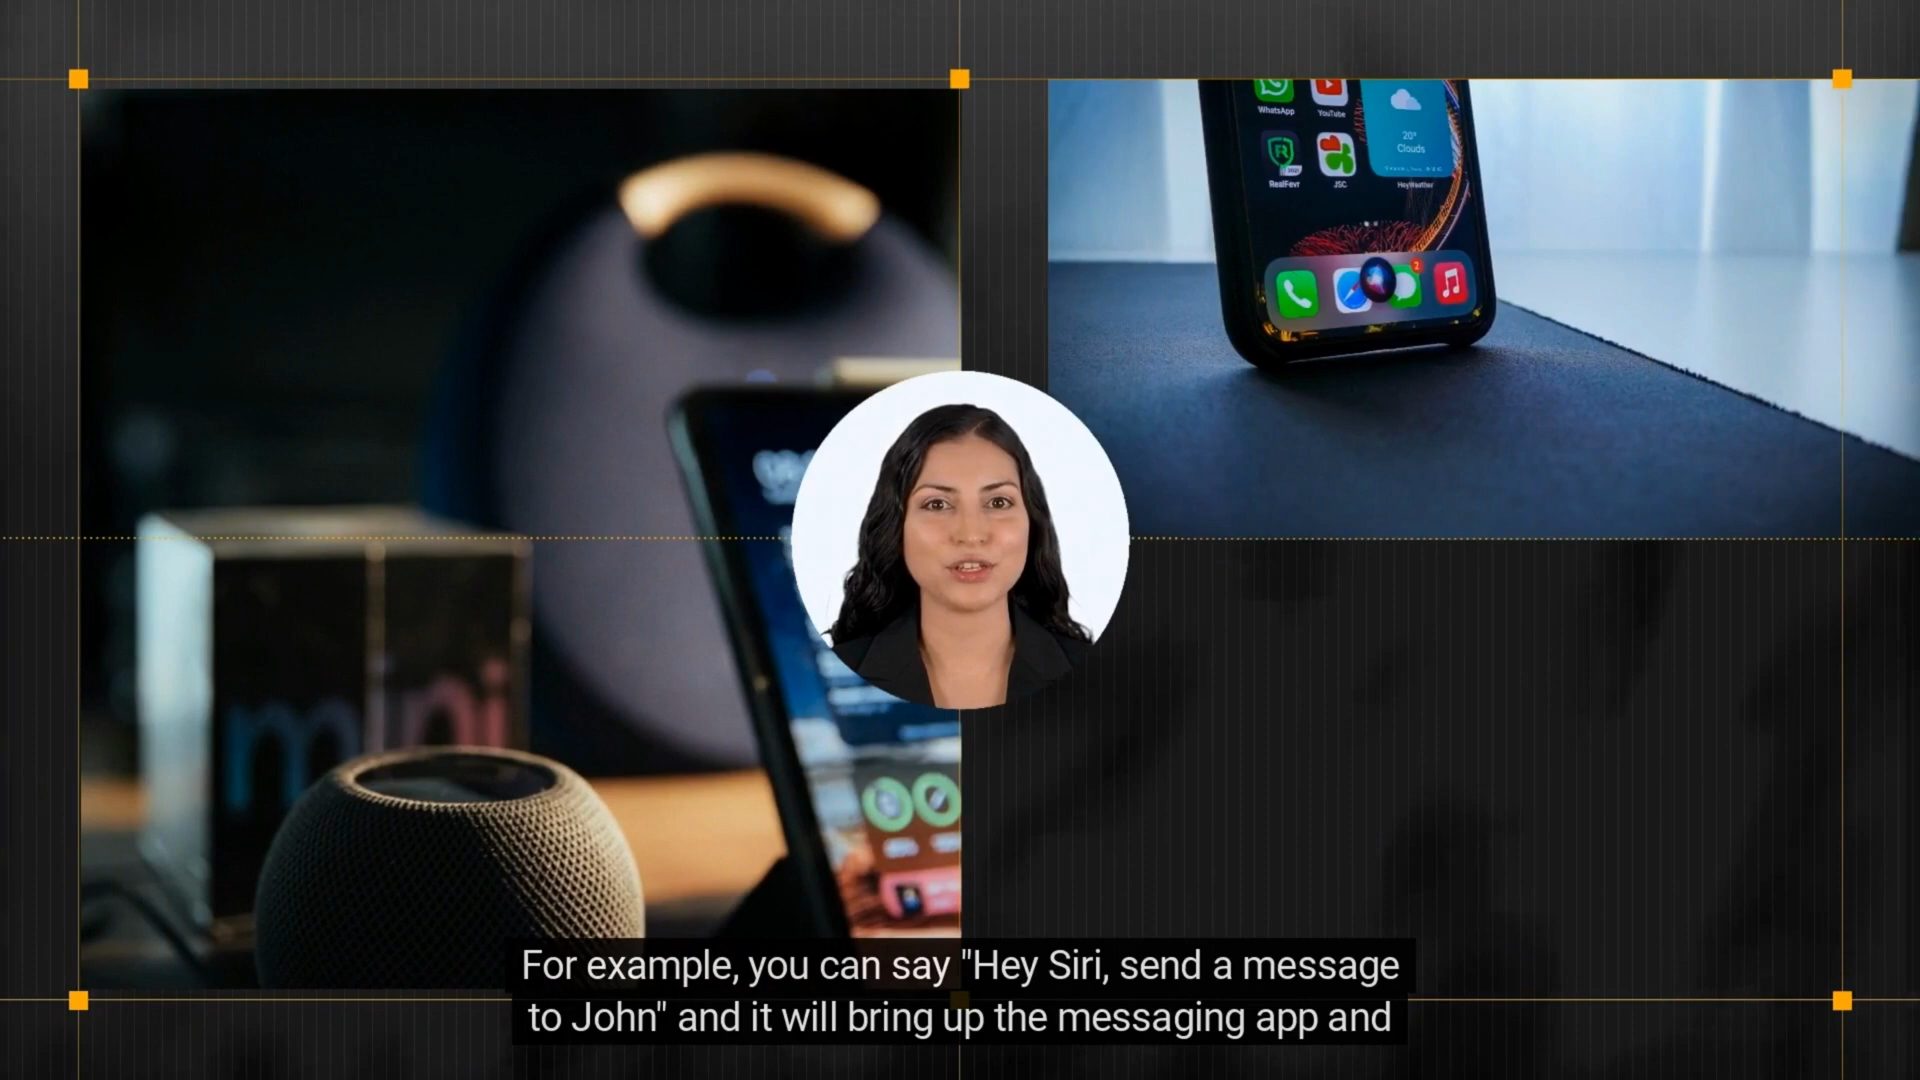 WhatsApp
YouTube
20°
Clouds
RealFevr
JSC
HeyWeather
2
mini
For example, you can say "Hey Siri, send a message
to John" and it will bring up the messaging app and